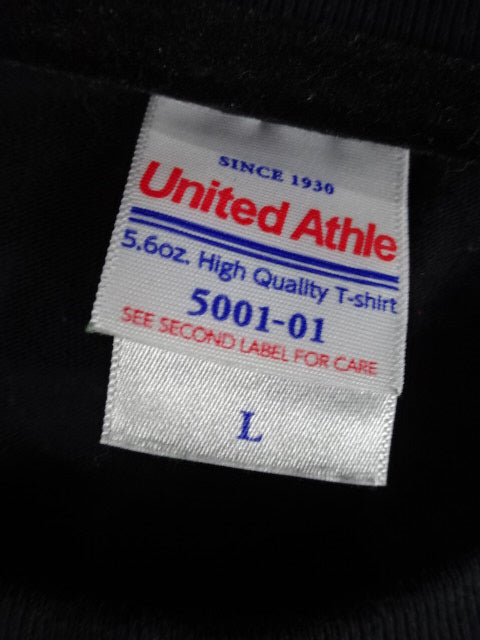 SINCE 1930
United Athle
5.6oz. High Quality T-shirt
5001-01
SEE SECOND LABEL FOR CARE
L